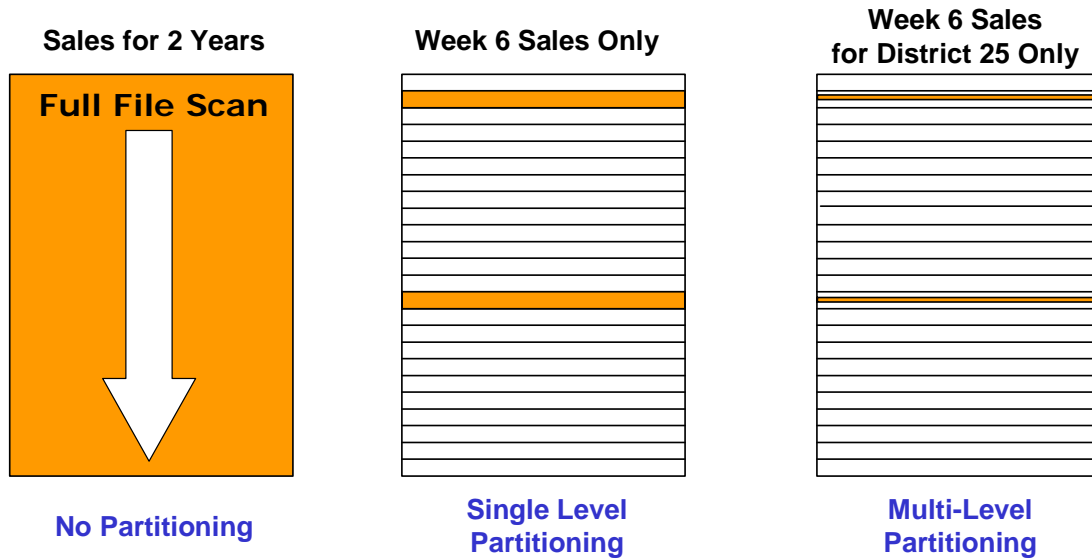 Sales for 2 Years
Full File Scan
No Partitioning
Week 6 Sales Only
Single Level
Partitioning
Week 6 Sales
for District 25 Only
Multi-Level
Partitioning